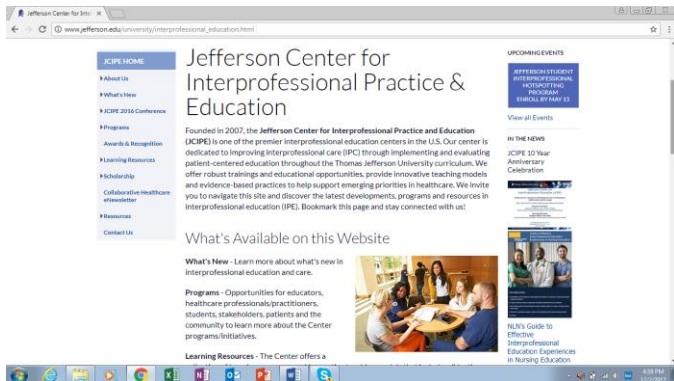 Jefferson Center for Inte
www.jefferson.edu/university/interprofessional_education.html
JCIPE HOME
About Us
What's New
JCIPE 2016 Conference
Programs
Awards & Recognition
Learning Resources
Scholarship
Collaborative Healthcare
eNewsletter
Resources
Contact Us
Jefferson Center for
Interprofessional Practice &
Education
Founded in 2007, the Jefferson Center for Interprofessional Practice and Education
(JCIPE) is one of the premier interprofessional education centers in the U.S. Our center is
dedicated to improving interprofessional care (IPC) through implementing and evaluating
patient-centered education throughout the Thomas Jefferson University curriculum. We
offer robust trainings and educational opportunities, provide innovative teaching models
and evidence-based practices to help support emerging priorities in healthcare. We invite
you to navigate this site and discover the latest developments, programs and resources in
interprofessional education (IPE). Bookmark this page and stay connected with us!
What's Available on this Website
What's New - Learn more about what's new in
interprofessional education and care.
Programs - Opportunities for educators,
healthcare professionals/practitioners,
students, stakeholders, patients and the
community to learn more about the Center
programs/initiatives.
Learning Resources - The Center offers a
UPCOMING EVENTS
JEFFERSON STUDENT
INTERPROFESSIONAL
HOTSPOTTING
PROGRAM
ENROLL BY MAY 13
View all Events
IN THE NEWS
JCIPE 10 Year
Anniversary
Celebration
NLN's Guide to
Effective
Interprofessional
Education Experiences
in Nursing Education
4:39 PM